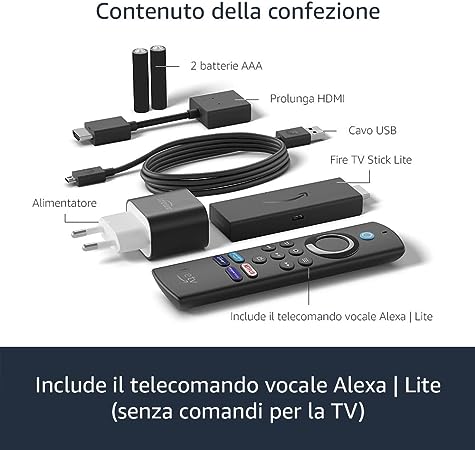 Contenuto della confezione
2 batterie AAA
Prolunga HDMI
Cavo USB
Fire TV Stick Lite
Alimentatore
Include il telecomando vocale Alexa | Lite
Include il telecomando vocale Alexa | Lite
(senza comandi per la TV)